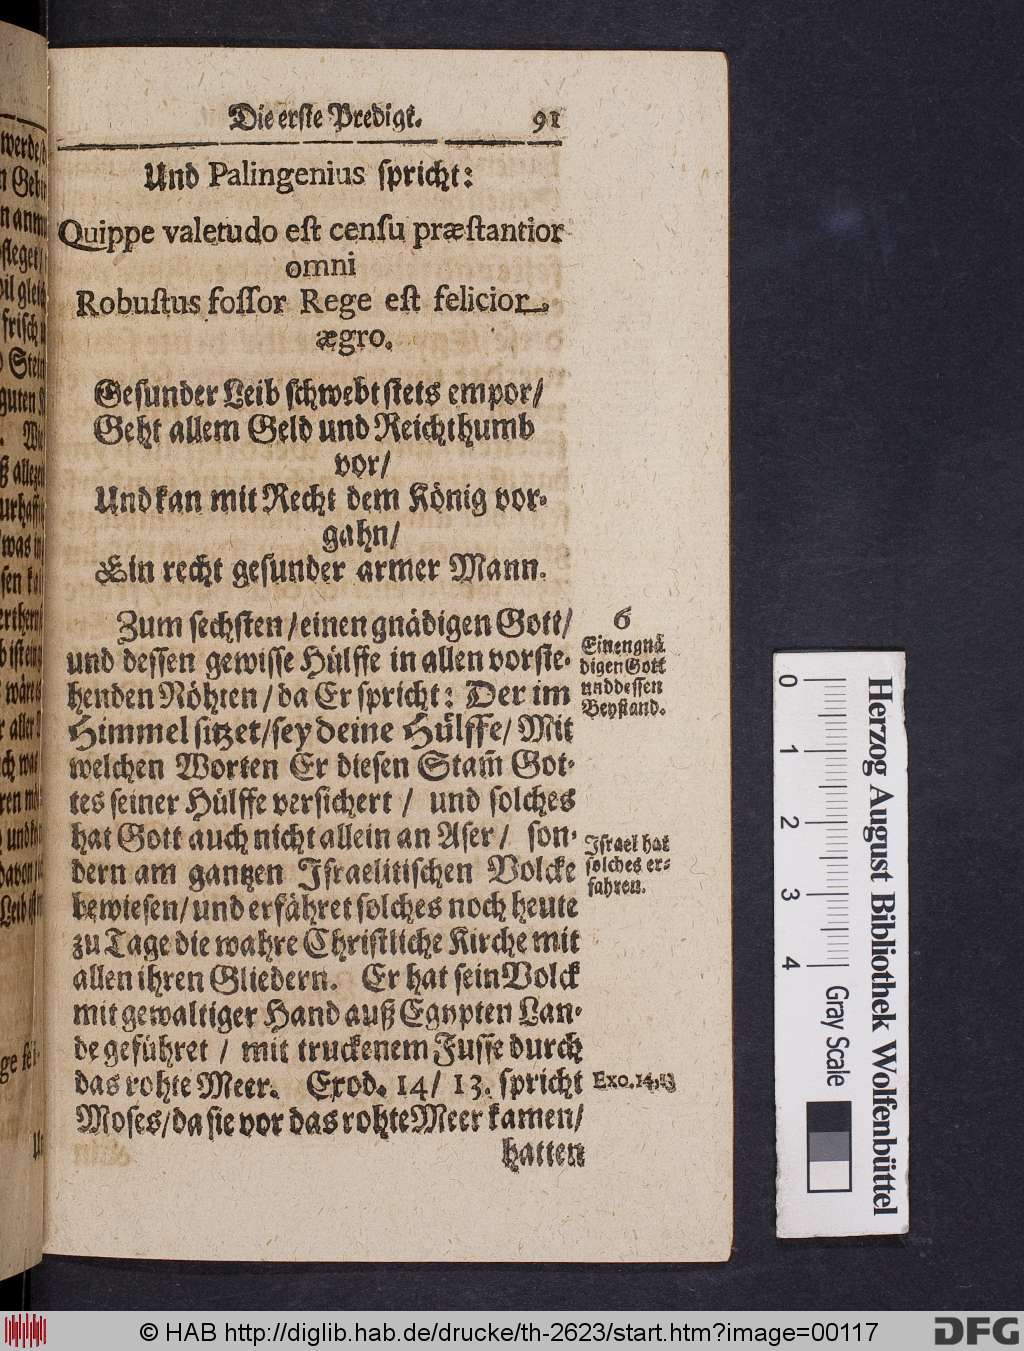 Die erste Predigt. 91
Und Palingenius spricht:
Quippe valetudo est censu præstantior
omni
Robustus fossor Rege est felicior
ægro.
Gesunder Leib schwebt stets empor/
Geht allem Geld und Reichthumb
vor/
Und kan mit Recht dem König vor-
gahn/
Ein recht gesunder armer Mann.
Zum sechsten / einen gnädigen Gott/
und dessen gewisse Hülffe in allen vorste-
henden Nöhten / da Er spricht: Der im
Himmel sitzet/sey deine Hülffe/ Mit
welchen Worten Er diesen Stam̃ Got-
tes seiner Hülffe versichert / und solches
hat Gott auch nicht allein an Aser / son-
dern am gantzen Israelitischen Volcke
bewiesen/und erfähret solches noch heute
zu Tage die wahre Christliche Kirche mit
allen ihren Gliedern. Er hat sein Volck
mit gewaltiger Hand auß Egypten Lan-
de geführet / mit truckenem Fusse durch
das rohte Meer. Exod. 14/ 13. spricht
Moses/da sie vor das rohte Meer kamen/
hatten
6
Einen gnä
digen Gott
und dessen
Beystand.
Israel hat
solches er-
fahren.
Exo. 14.13
0 1 2 3 4
Gray Scale
Herzog August Bibliothek Wolfenbüttel
© HAB http://diglib.hab.de/drucke/th-2623/start.htm?image=00117
DFG